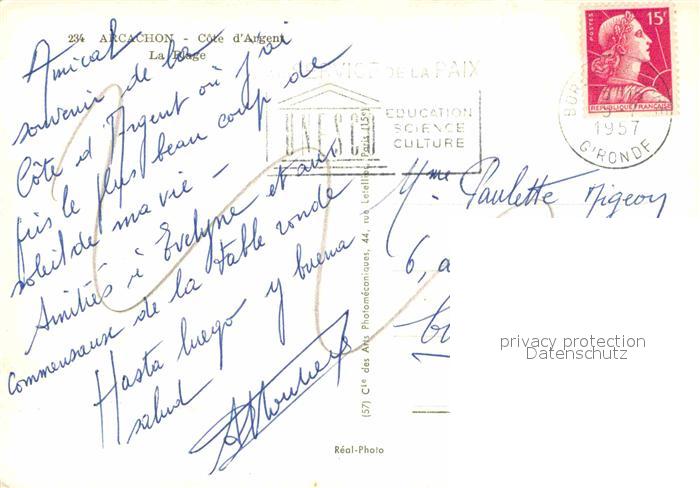 234 ARCACHON - Côte d'Argent
La Plage
Amical
souvenir de la
Côte d'Argent où j'ai
pris le plus beau coup de
soleil de ma vie -
Amitiés à Evelyne et aux
commensaux de la table ronde
Hasta luego y buena
salud
(57) Cie des Arts Photomécaniques, 44, rue Letellier, Paris (15e)
Réal-Photo
SERVICE DE LA PAIX
UNESCO
EDUCATION
SCIENCE
CULTURE
1957
GIRONDE
POSTES
15F
REPUBLIQUE FRANÇAISE
Mme Paulette Migeon
6, a
privacy protection
Datenschutz